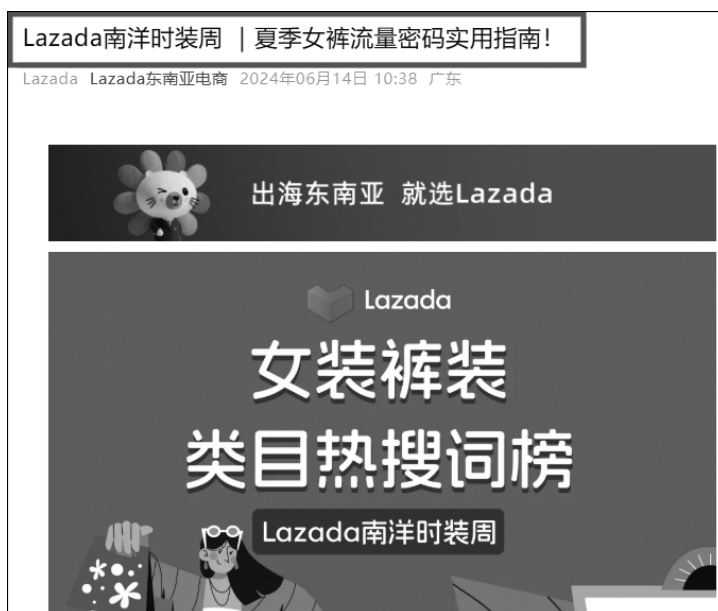 Lazada南洋时装周 ｜夏季女裤流量密码实用指南！
Lazada Lazada东南亚电商 2024年06月14日 10:38 广东
出海东南亚 就选Lazada
Lazada
女装裤装
类目热搜词榜
Lazada南洋时装周